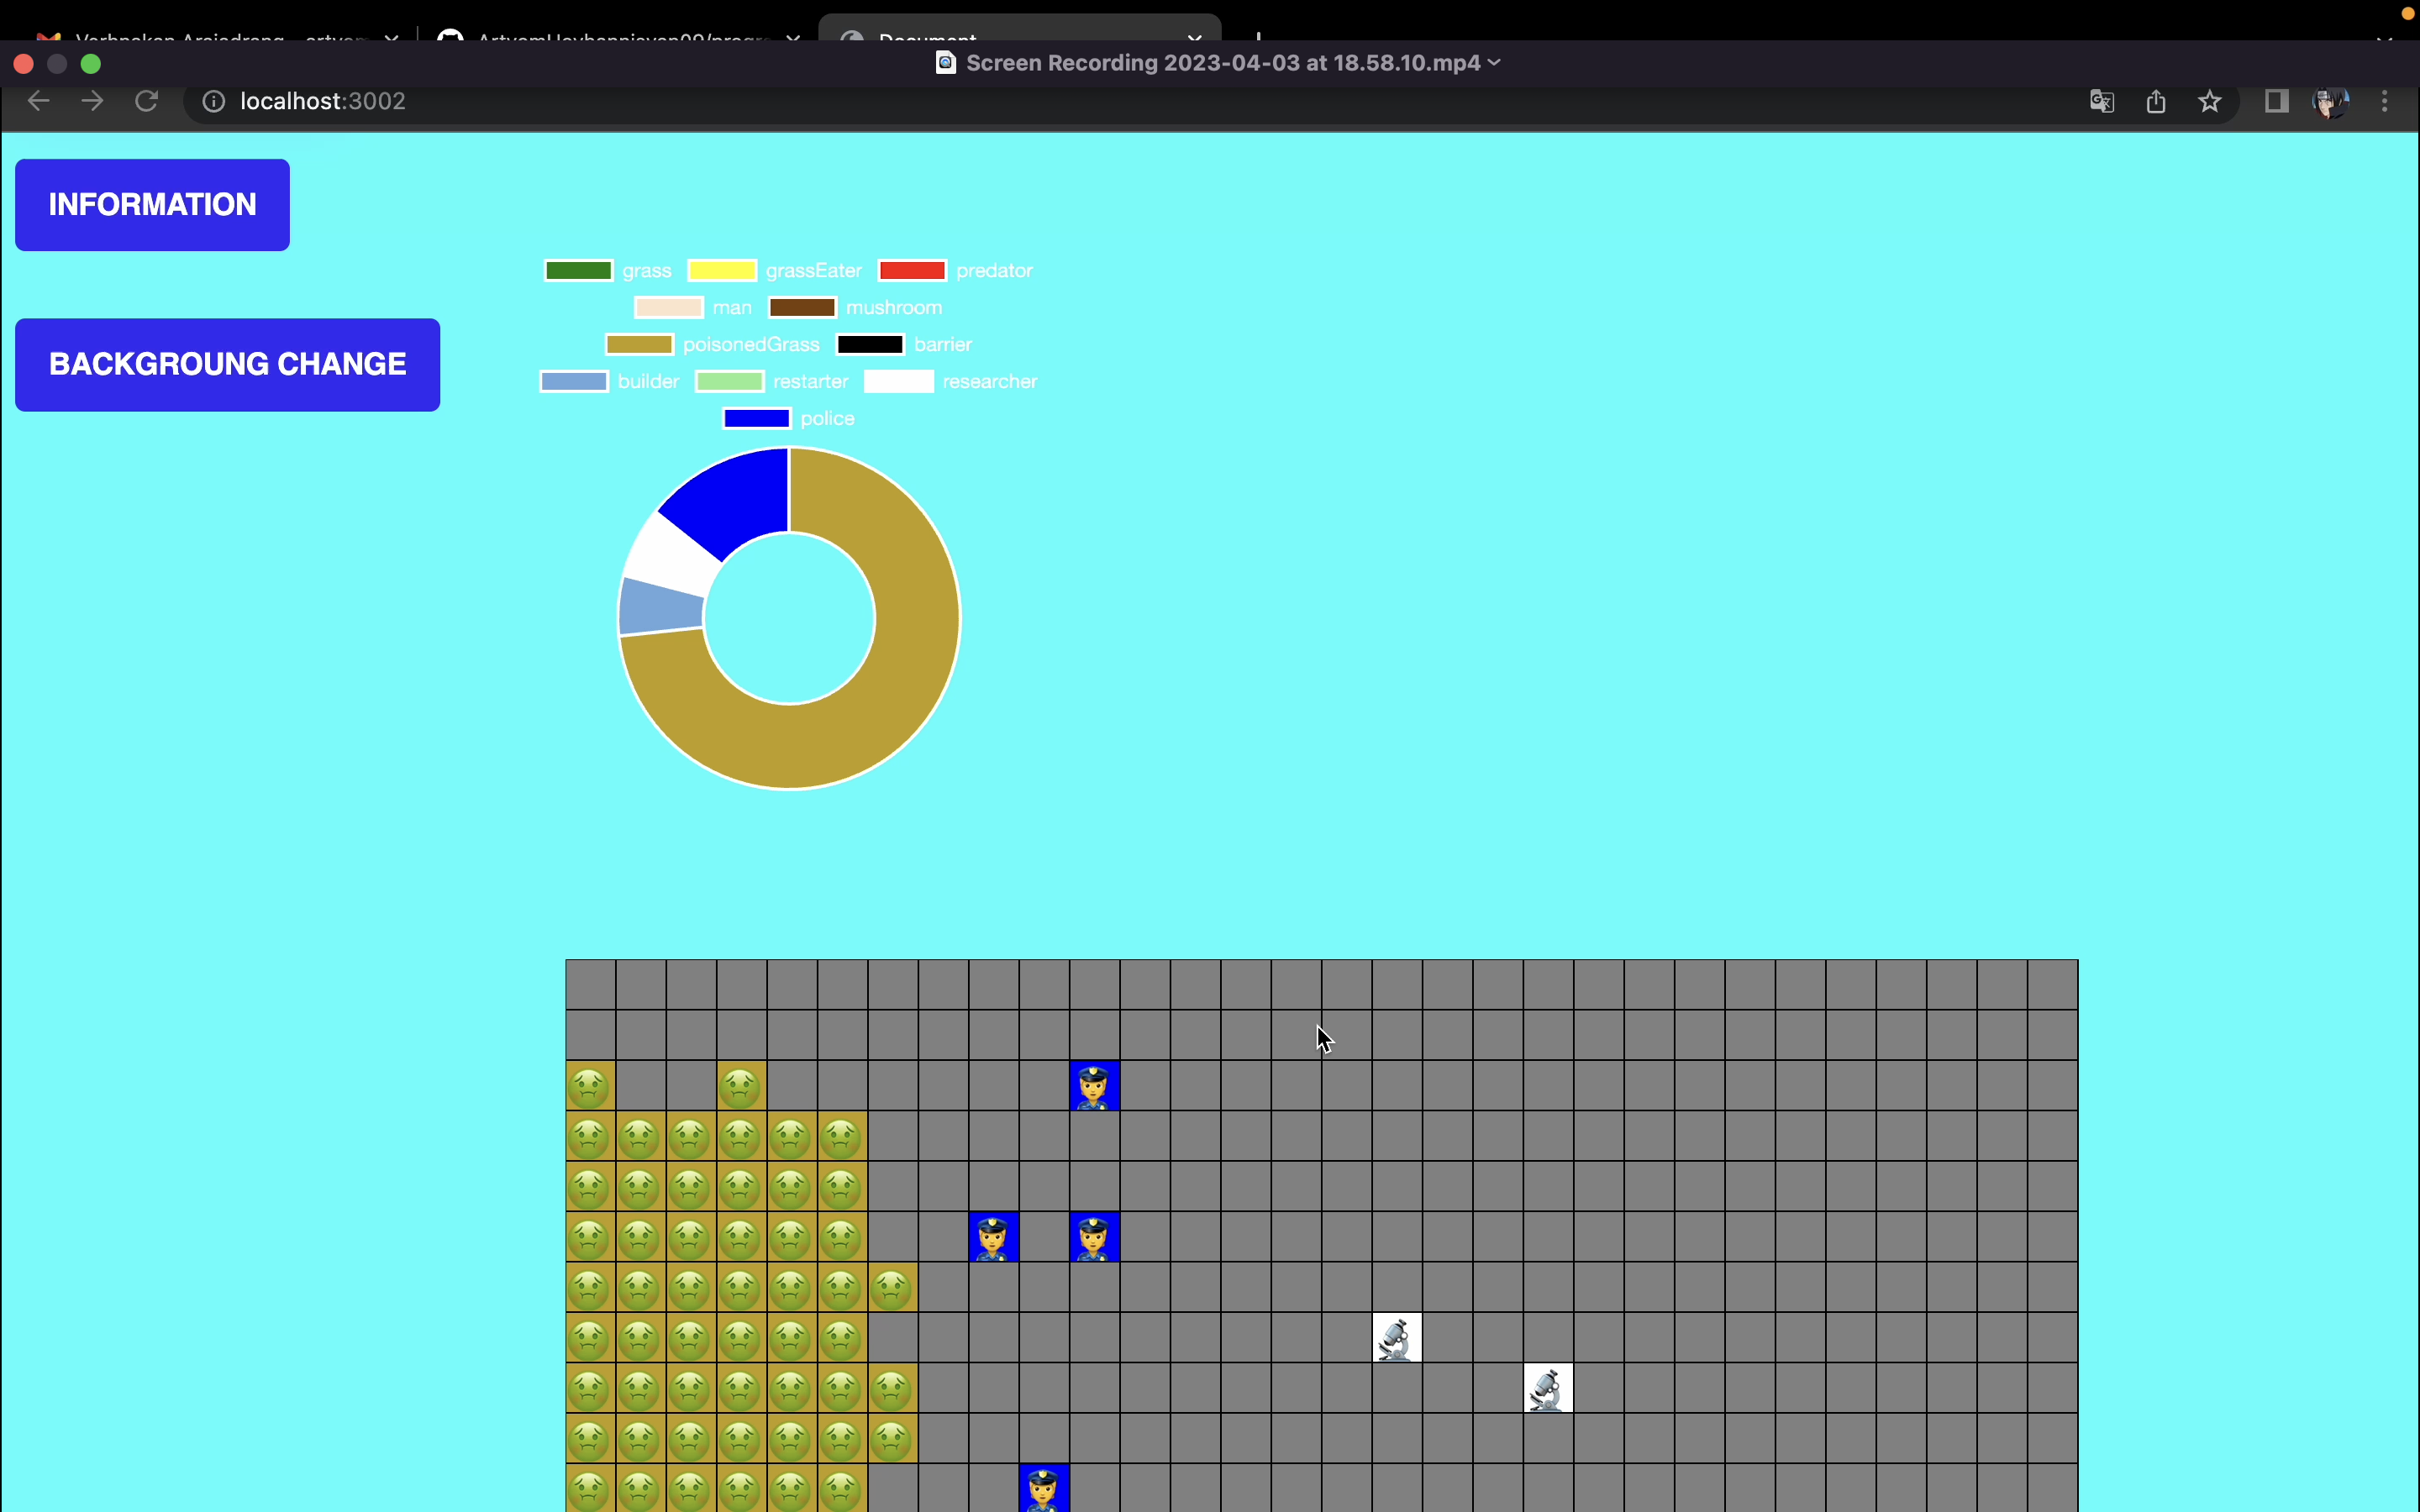 Document
Screen Recording 2023-04-03 at 18.58.10.mp4
localhost:3002
INFORMATION
grass grassEater predator
man mushroom
BACKGROUNG CHANGE
poisonedGrass barrier
builder restarter researcher
police